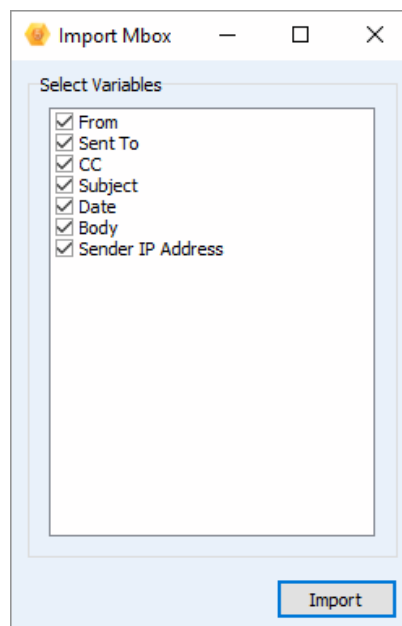 Import Mbox
Select Variables
From
Sent To
CC
Subject
Date
Body
Sender IP Address
Import